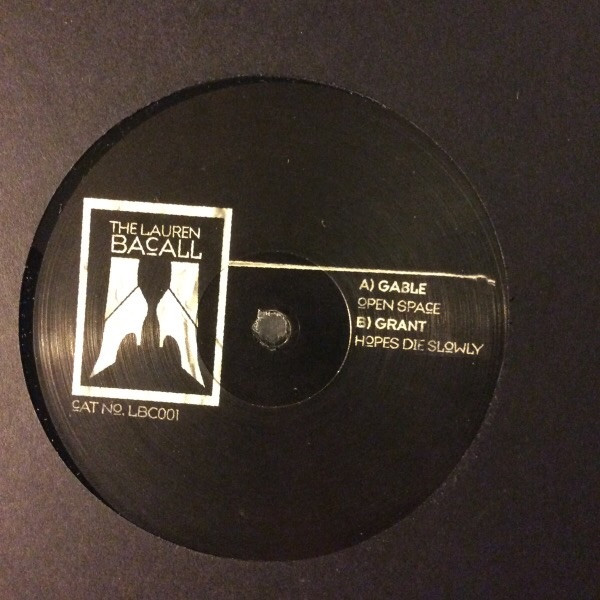 THE LAUREN
BACALL
CAT NO. LBC001
A) GABLE
OPEN SPACE
B) GRANT
HOPES DIE SLOWLY